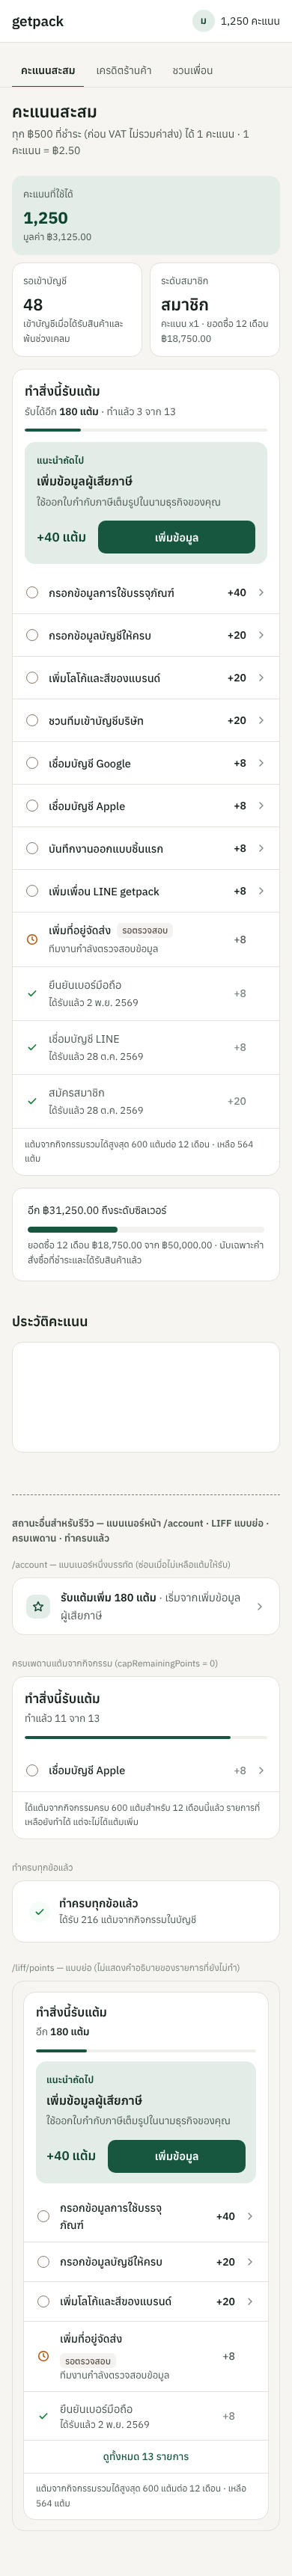 getpack
ม 1,250 คะแนน
คะแนนสะสม เครดิตร้านค้า ชวนเพื่อน
คะแนนสะสม
ทุก ฿500 ที่ชำระ (ก่อน VAT ไม่รวมค่าส่ง) ได้ 1 คะแนน · 1
คะแนน = ฿2.50
คะแนนที่ใช้ได้
1,250
มูลค่า ฿3,125.00
รอเข้าบัญชี
48
เข้าบัญชีเมื่อได้รับสินค้าและ
พ้นช่วงเคลม
ระดับสมาชิก
สมาชิก
คะแนน x1 · ยอดซื้อ 12 เดือน
฿18,750.00
ทำสิ่งนี้รับแต้ม
รับได้อีก 180 แต้ม · ทำแล้ว 3 จาก 13
แนะนำถัดไป
เพิ่มข้อมูลผู้เสียภาษี
ใช้ออกใบกำกับภาษีเต็มรูปในนามธุรกิจของคุณ
+40 แต้ม เพิ่มข้อมูล
กรอกข้อมูลการใช้บรรจุภัณฑ์ +40
กรอกข้อมูลบัญชีให้ครบ +20
เพิ่มโลโก้และสีของแบรนด์ +20
ชวนทีมเข้าบัญชีบริษัท +20
เชื่อมบัญชี Google +8
เชื่อมบัญชี Apple +8
บันทึกงานออกแบบชิ้นแรก +8
เพิ่มเพื่อน LINE getpack +8
เพิ่มที่อยู่จัดส่ง รอตรวจสอบ +8
ทีมงานกำลังตรวจสอบข้อมูล
ยืนยันเบอร์มือถือ +8
ได้รับแล้ว 2 พ.ย. 2569
เชื่อมบัญชี LINE +8
ได้รับแล้ว 28 ต.ค. 2569
สมัครสมาชิก +20
ได้รับแล้ว 28 ต.ค. 2569
แต้มจากกิจกรรมรวมได้สูงสุด 600 แต้มต่อ 12 เดือน · เหลือ 564
แต้ม
อีก ฿31,250.00 ถึงระดับซิลเวอร์
ยอดซื้อ 12 เดือน ฿18,750.00 จาก ฿50,000.00 · นับเฉพาะคำ
สั่งซื้อที่ชำระและได้รับสินค้าแล้ว
ประวัติคะแนน
สถานะอื่นสำหรับรีวิว — แบนเนอร์หน้า /account · LIFF แบบย่อ ·
ครบเพดาน · ทำครบแล้ว
/account — แบนเนอร์หนึ่งบรรทัด (ซ่อนเมื่อไม่เหลือแต้มให้รับ)
รับแต้มเพิ่ม 180 แต้ม · เริ่มจากเพิ่มข้อมูล
ผู้เสียภาษี
ครบเพดานแต้มจากกิจกรรม (capRemainingPoints = 0)
ทำสิ่งนี้รับแต้ม
ทำแล้ว 11 จาก 13
เชื่อมบัญชี Apple +8
ได้แต้มจากกิจกรรมครบ 600 แต้มสำหรับ 12 เดือนนี้แล้ว รายการที่
เหลือยังทำได้ แต่จะไม่ได้แต้มเพิ่ม
ทำครบทุกข้อแล้ว
ทำครบทุกข้อแล้ว
ได้รับ 216 แต้มจากกิจกรรมในบัญชี
/liff/points — แบบย่อ (ไม่แสดงคำอธิบายของรายการที่ยังไม่ทำ)
ทำสิ่งนี้รับแต้ม
อีก 180 แต้ม
แนะนำถัดไป
เพิ่มข้อมูลผู้เสียภาษี
ใช้ออกใบกำกับภาษีเต็มรูปในนามธุรกิจของคุณ
+40 แต้ม เพิ่มข้อมูล
กรอกข้อมูลการใช้บรรจุ
ภัณฑ์ +40
กรอกข้อมูลบัญชีให้ครบ +20
เพิ่มโลโก้และสีของแบรนด์ +20
เพิ่มที่อยู่จัดส่ง
รอตรวจสอบ +8
ทีมงานกำลังตรวจสอบข้อมูล
ยืนยันเบอร์มือถือ +8
ได้รับแล้ว 2 พ.ย. 2569
ดูทั้งหมด 13 รายการ
แต้มจากกิจกรรมรวมได้สูงสุด 600 แต้มต่อ 12 เดือน · เหลือ
564 แต้ม